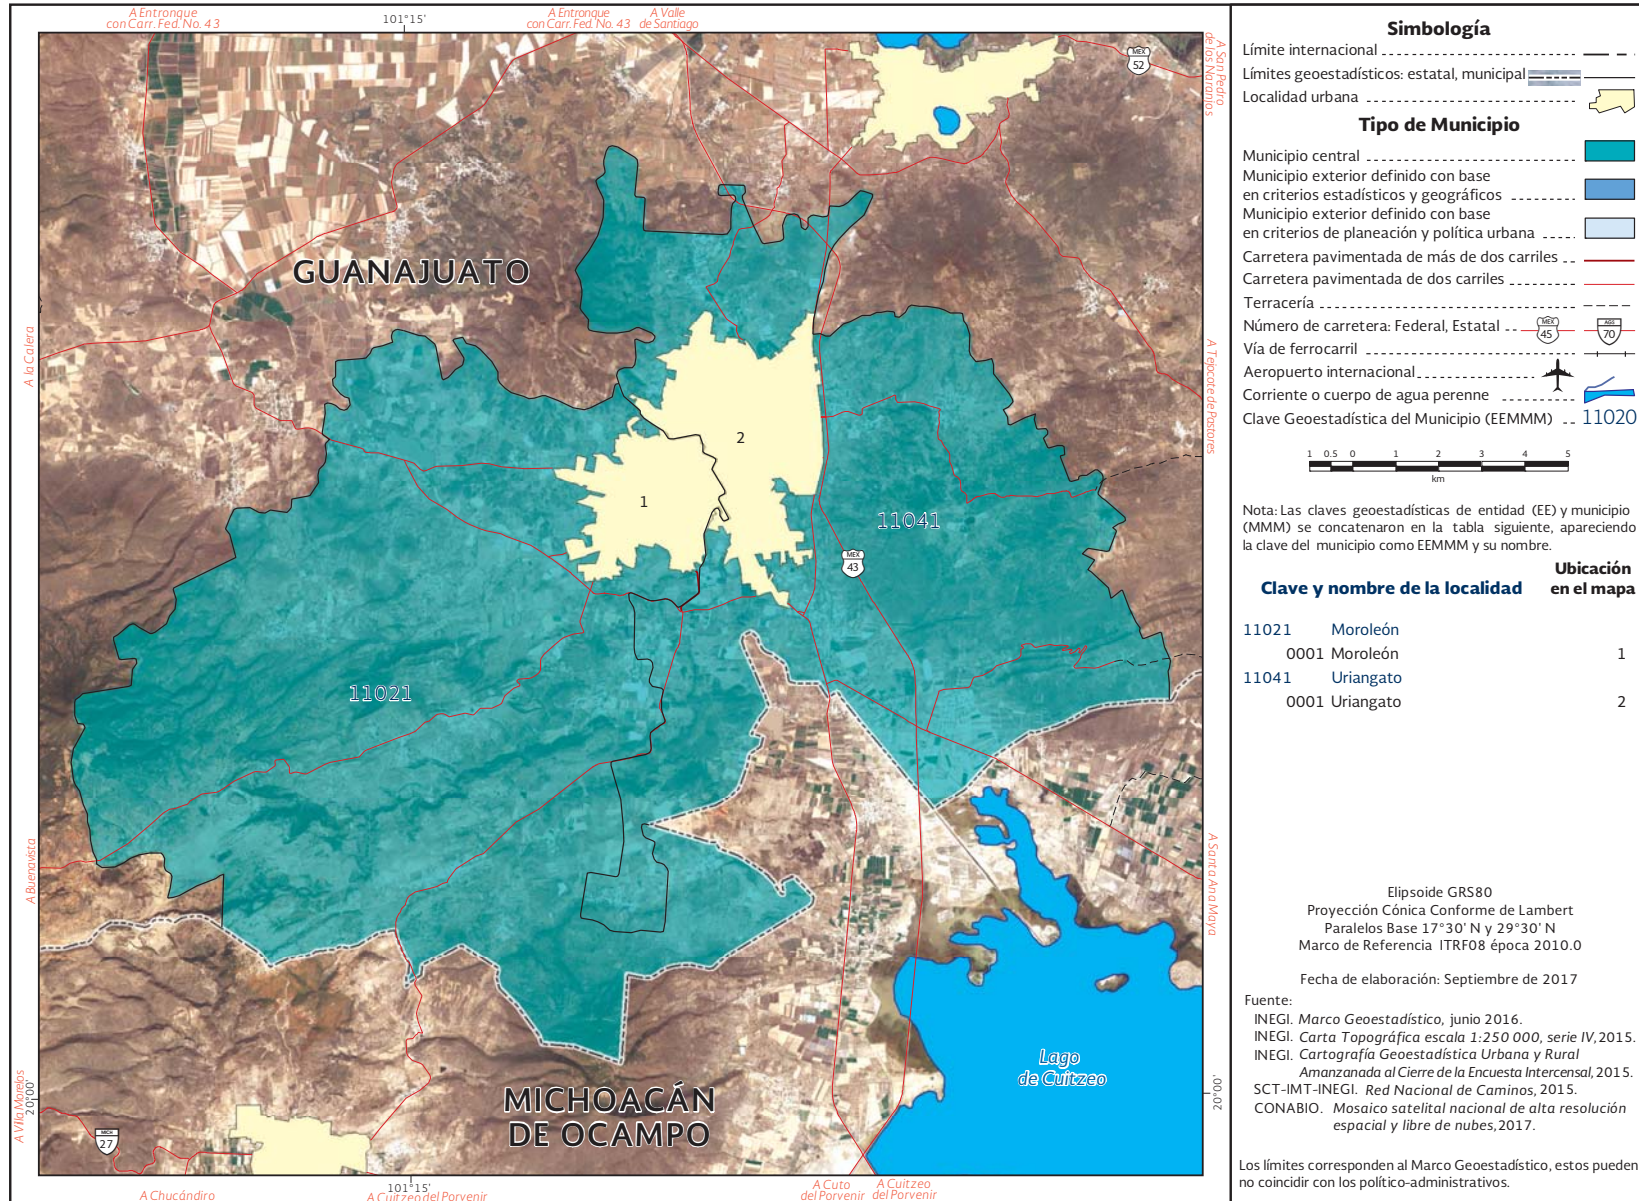 A Entronque
con Carr. Fed. No. 43
101°15'
A Entronque
con Carr. Fed. No. 43
A Valle
de Santiago
A San Pedro
de los Naranjos
MEX
52
GUANAJUATO
A la Calera
A Tejocote de Pastores
2
1
11041
MEX
43
11021
A Buenavista
A Santa Ana Maya
Lago
de Cuitzeo
MICHOACÁN
DE OCAMPO
A Villa Morelos
20°00'
20°00'
MICH
27
A Chucándiro
101°15'
A Cuitzeo del Porvenir
A Cuto
del Porvenir
A Cuitzeo
del Porvenir
Simbología
Límite internacional
Límites geoestadísticos: estatal, municipal
Localidad urbana
Tipo de Municipio
Municipio central
Municipio exterior definido con base
en criterios estadísticos y geográficos
Municipio exterior definido con base
en criterios de planeación y política urbana
Carretera pavimentada de más de dos carriles
Carretera pavimentada de dos carriles
Terracería
Número de carretera: Federal, Estatal
MEX
45
AGS
70
Vía de ferrocarril
Aeropuerto internacional
Corriente o cuerpo de agua perenne
Clave Geoestadística del Municipio (EEMMM) 11020
1 0.5 0 1 2 3 4 5
km
Nota: Las claves geoestadísticas de entidad (EE) y municipio
(MMM) se concatenaron en la tabla siguiente, apareciendo
la clave del municipio como EEMMM y su nombre.
Clave y nombre de la localidad
Ubicación
en el mapa
11021 Moroleón
0001 Moroleón 1
11041 Uriangato
0001 Uriangato 2
Elipsoide GRS80
Proyección Cónica Conforme de Lambert
Paralelos Base 17°30' N y 29°30' N
Marco de Referencia ITRF08 época 2010.0
Fecha de elaboración: Septiembre de 2017
Fuente:
INEGI. Marco Geoestadístico, junio 2016.
INEGI. Carta Topográfica escala 1:250 000, serie IV, 2015.
INEGI. Cartografía Geoestadística Urbana y Rural
Amanzanada al Cierre de la Encuesta Intercensal, 2015.
SCT-IMT-INEGI. Red Nacional de Caminos, 2015.
CONABIO. Mosaico satelital nacional de alta resolución
espacial y libre de nubes, 2017.
Los límites corresponden al Marco Geoestadístico, estos pueden
no coincidir con los político-administrativos.